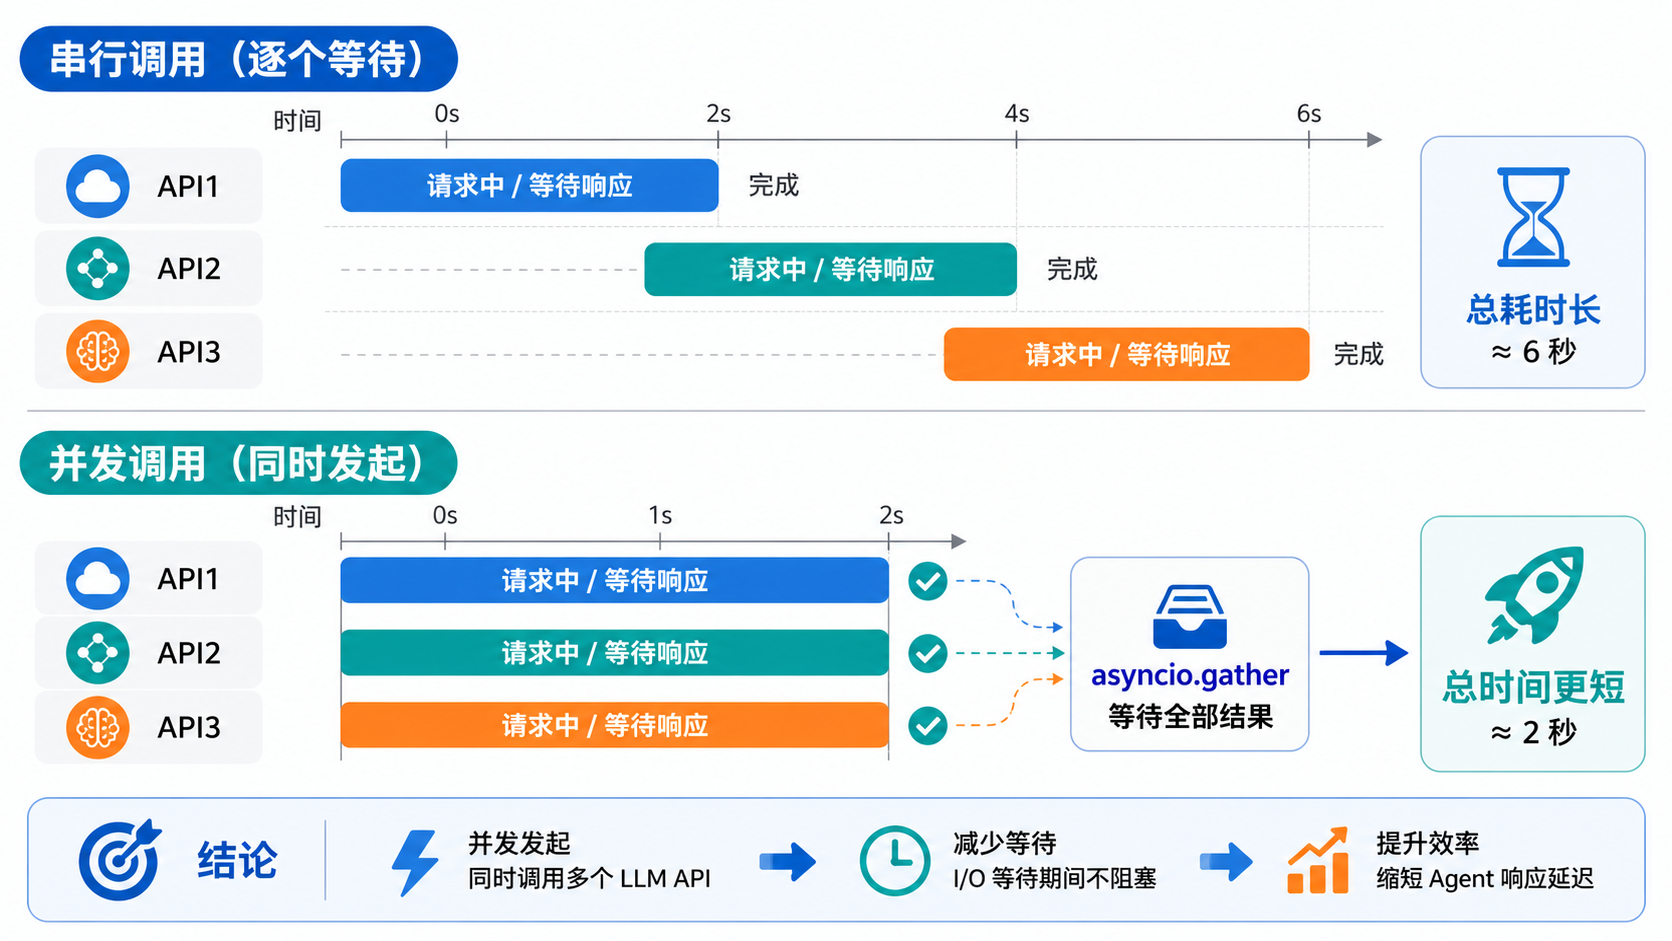 串行调用（逐个等待）
时间 0s 2s 4s 6s
API1 请求中 / 等待响应 完成
API2 请求中 / 等待响应 完成
API3 请求中 / 等待响应 完成
总耗时长
≈ 6 秒
并发调用（同时发起）
时间 0s 1s 2s
API1 请求中 / 等待响应
API2 请求中 / 等待响应
API3 请求中 / 等待响应
asyncio.gather
等待全部结果
总时间更短
≈ 2 秒
结论
并发发起
同时调用多个 LLM API
减少等待
I/O 等待期间不阻塞
提升效率
缩短 Agent 响应延迟